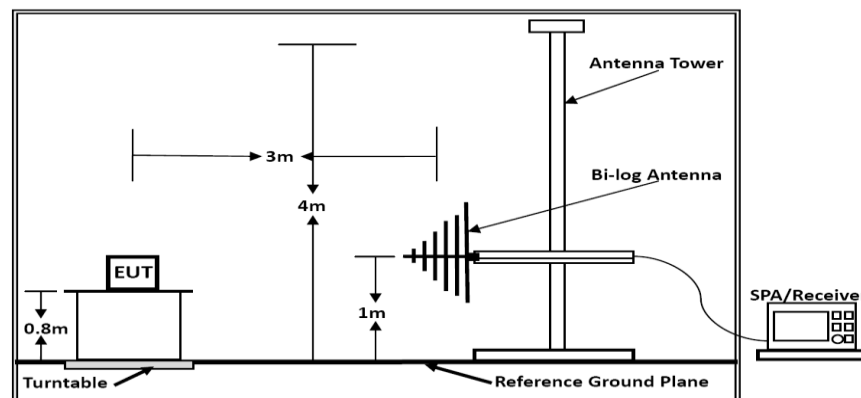 Antenna Tower
3m
Bi-log Antenna
4m
EUT
SPA/Receive
0.8m
1m
Turntable
Reference Ground Plane